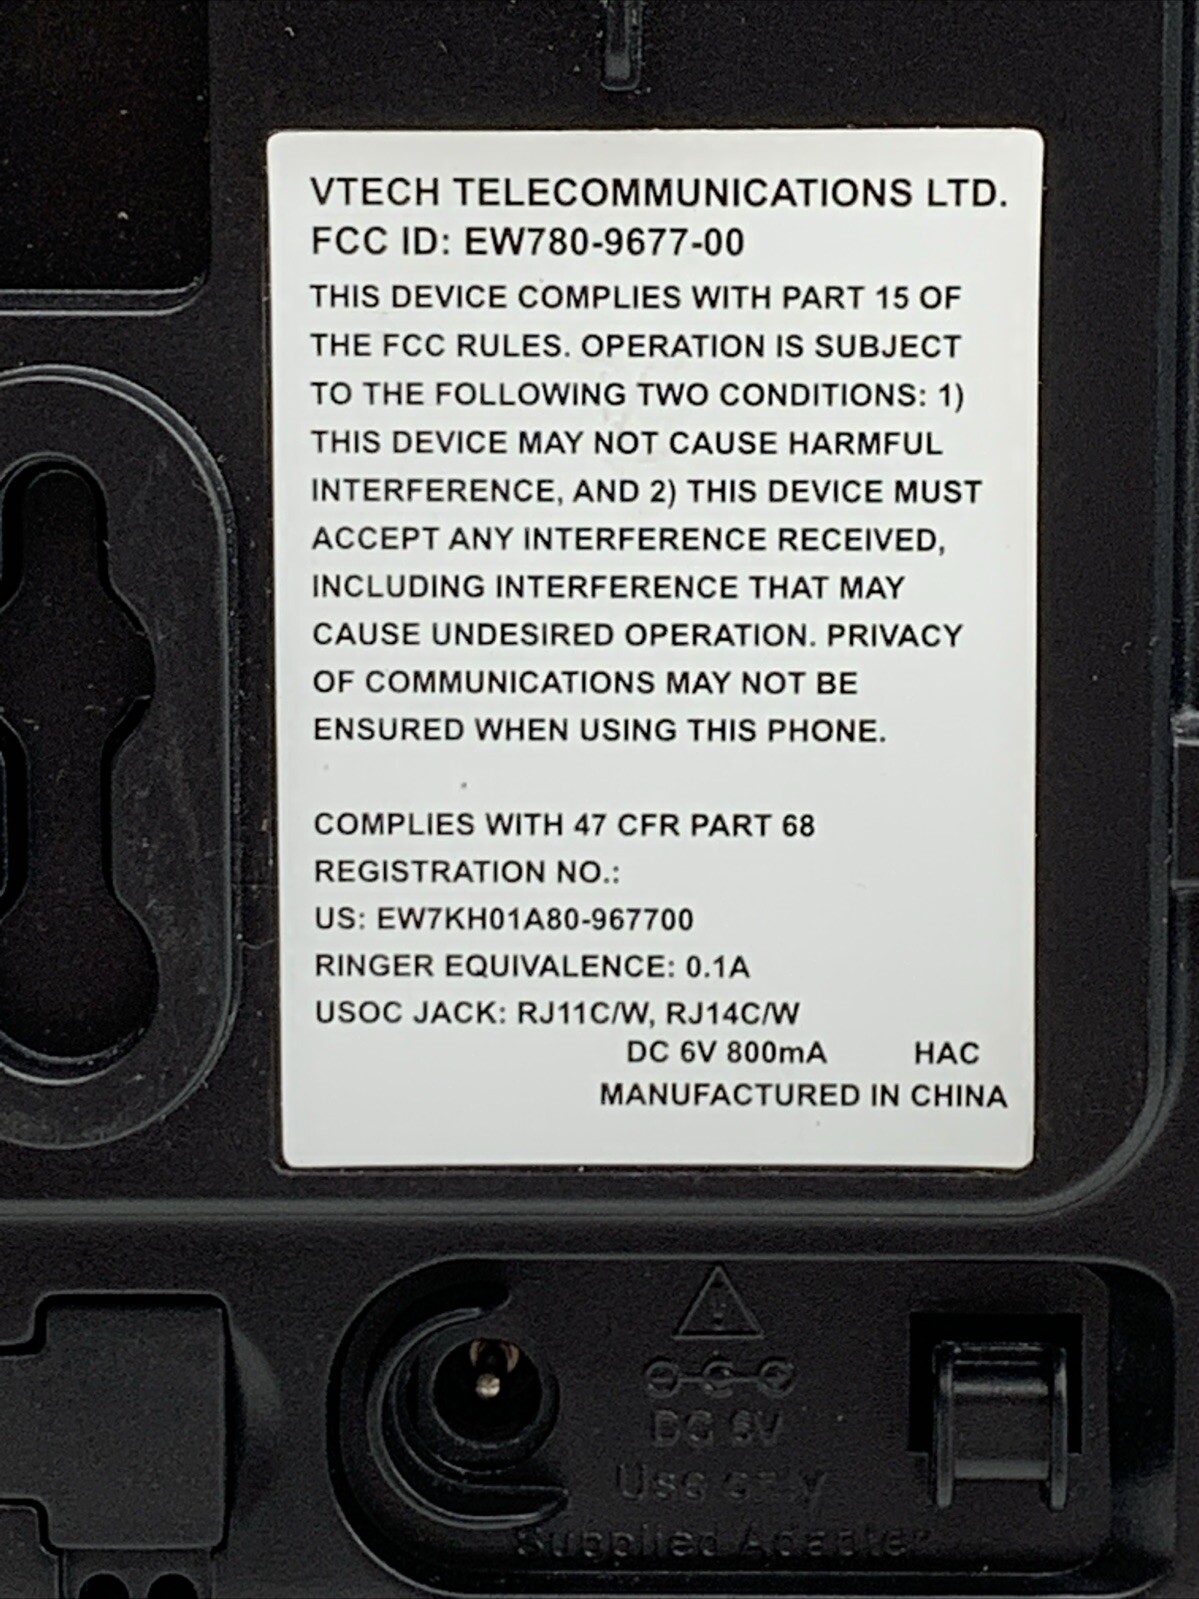 VTECH TELECOMMUNICATIONS LTD.
FCC ID: EW780-9677-00
THIS DEVICE COMPLIES WITH PART 15 OF
THE FCC RULES. OPERATION IS SUBJECT
TO THE FOLLOWING TWO CONDITIONS: 1)
THIS DEVICE MAY NOT CAUSE HARMFUL
INTERFERENCE, AND 2) THIS DEVICE MUST
ACCEPT ANY INTERFERENCE RECEIVED,
INCLUDING INTERFERENCE THAT MAY
CAUSE UNDESIRED OPERATION. PRIVACY
OF COMMUNICATIONS MAY NOT BE
ENSURED WHEN USING THIS PHONE.
COMPLIES WITH 47 CFR PART 68
REGISTRATION NO.:
US: EW7KH01A80-967700
RINGER EQUIVALENCE: 0.1A
USOC JACK: RJ11C/W, RJ14C/W
DC 6V 800mA HAC
MANUFACTURED IN CHINA
DC 6V
Use only
Supplied Adapter